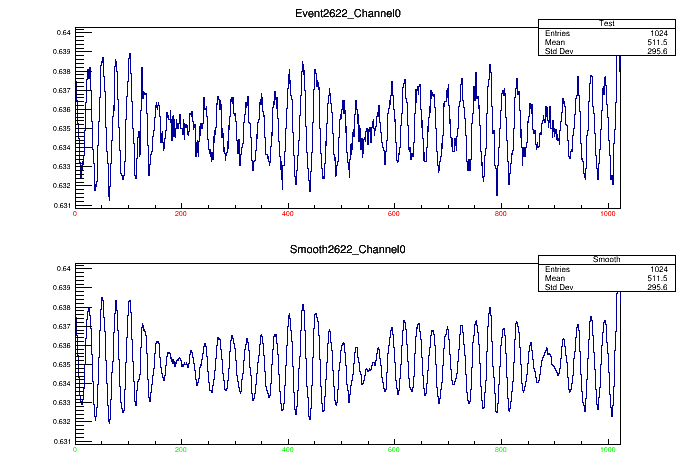 Event2622_Channel0
Test
Entries 1024
Mean 511.5
Std Dev 295.6
0.64
0.639
0.638
0.637
0.636
0.635
0.634
0.633
0.632
0.631
0 200 400 600 800 1000
Smooth2622_Channel0
Smooth
Entries 1024
Mean 511.5
Std Dev 295.6
0.64
0.639
0.638
0.637
0.636
0.635
0.634
0.633
0.632
0.631
0 200 400 600 800 1000